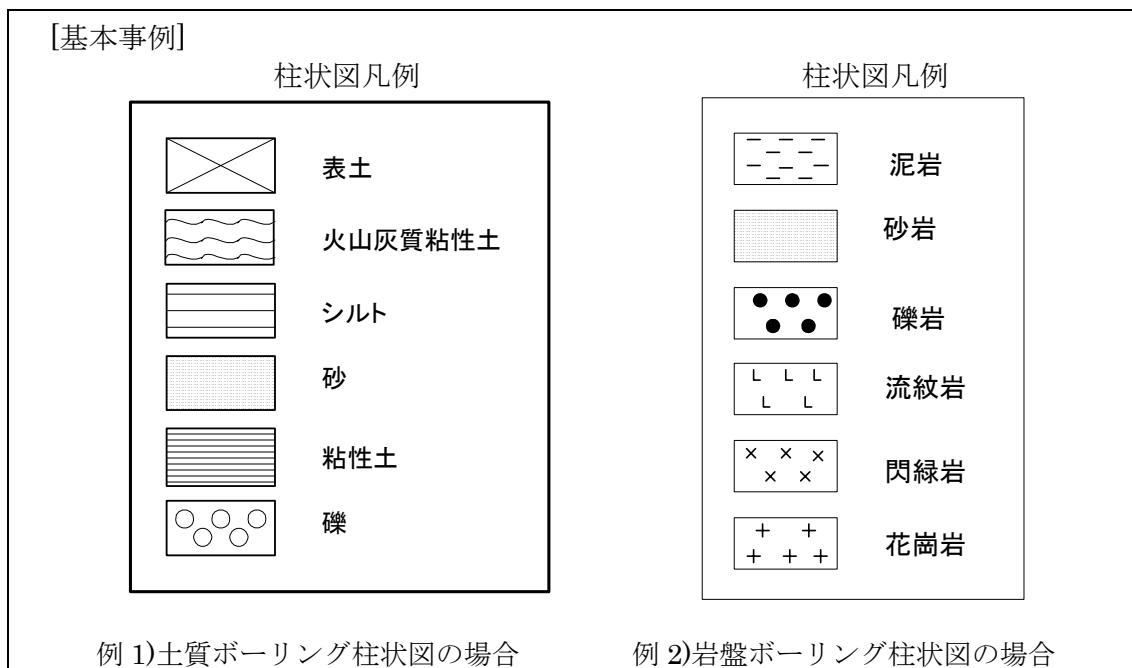 [基本事例]
柱状図凡例
表土
火山灰質粘性土
シルト
砂
粘性土
礫
例 1)土質ボーリング柱状図の場合
柱状図凡例
泥岩
砂岩
礫岩
流紋岩
閃緑岩
花崗岩
例 2)岩盤ボーリング柱状図の場合